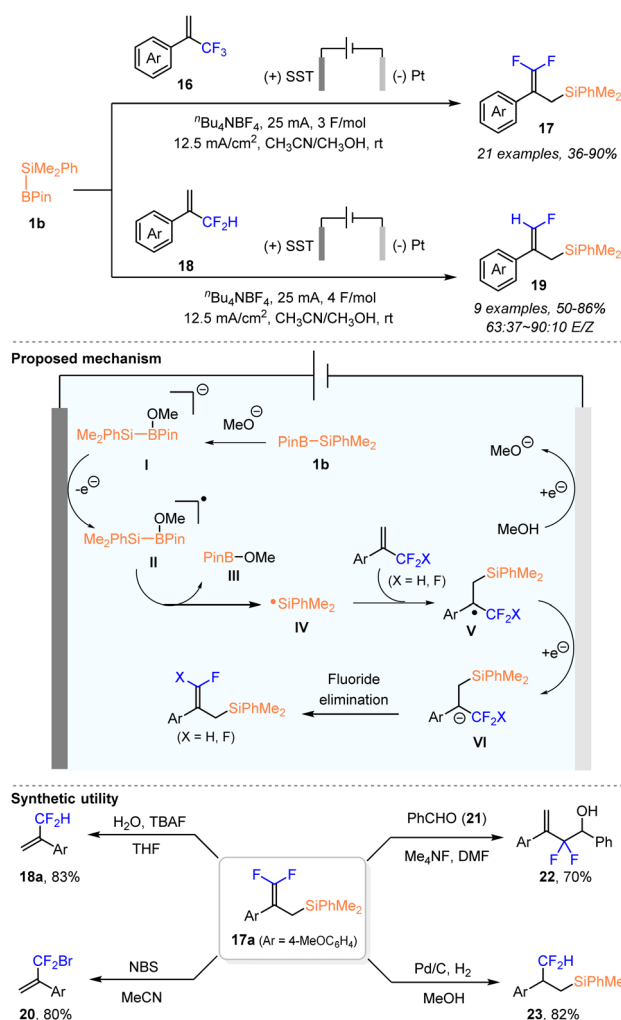 Ar
CF3
16
(+) SST
(-) Pt
nBu4NBF4, 25 mA, 3 F/mol
12.5 mA/cm2, CH3CN/CH3OH, rt
F F
SiPhMe2
Ar
17
21 examples, 36-90%
SiMe2Ph
BPin
1b
Ar
CF2H
18
(+) SST
(-) Pt
nBu4NBF4, 25 mA, 4 F/mol
12.5 mA/cm2, CH3CN/CH3OH, rt
H F
SiPhMe2
Ar
19
9 examples, 50-86%
63:37~90:10 E/Z
Proposed mechanism
OMe ⊖
Me2PhSi—BPin
I
MeO⊖
PinB—SiPhMe2
1b
MeO⊖
+e⊖
MeOH
-e⊖
OMe •
Me2PhSi—BPin
II
PinB—OMe
III
•SiPhMe2
IV
Ar CF2X
(X = H, F)
SiPhMe2
Ar • CF2X
V
+e⊖
SiPhMe2
Ar ⊖ CF2X
VI
Fluoride
elimination
X F
SiPhMe2
Ar
(X = H, F)
Synthetic utility
CF2H
Ar
18a, 83%
H2O, TBAF
THF
PhCHO (21)
Me4NF, DMF
OH
Ar Ph
F F
22, 70%
F F
SiPhMe2
Ar
17a (Ar = 4-MeOC6H4)
CF2Br
Ar
20, 80%
NBS
MeCN
Pd/C, H2
MeOH
CF2H
Ar
23, 82%